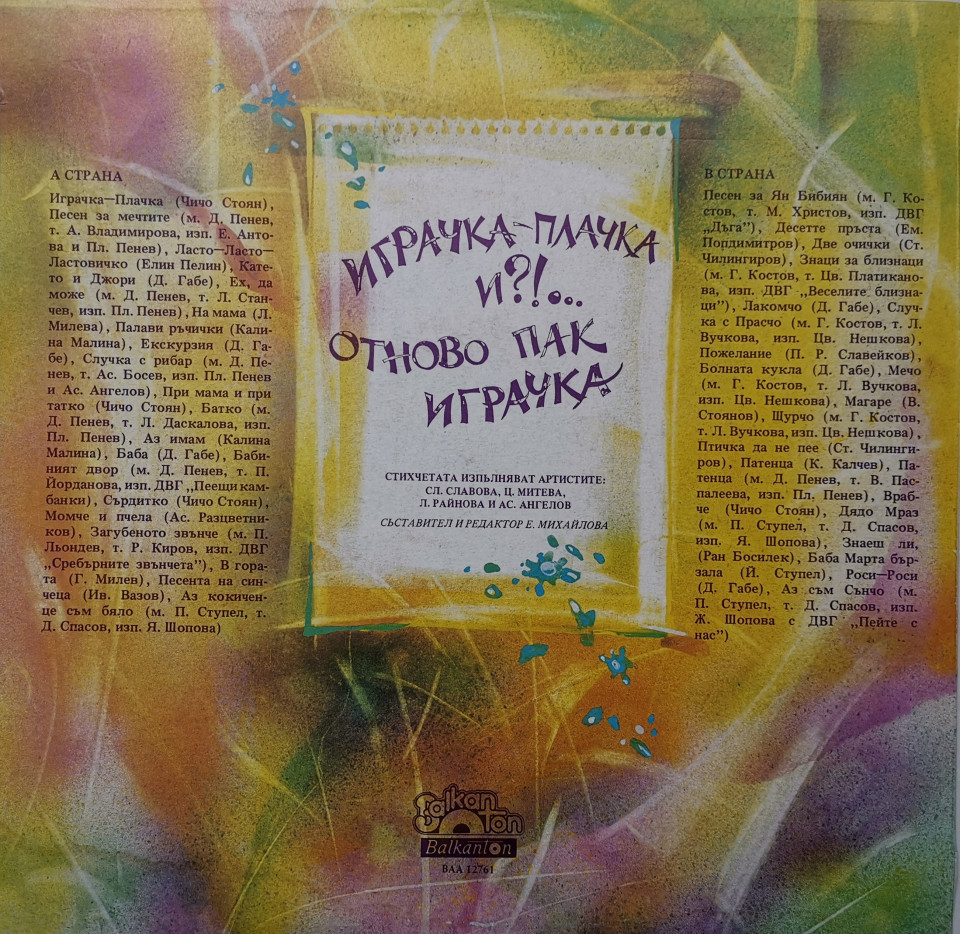 А СТРАНА
Играчка—Плачка (Чичо Стоян),
Песен за мечтите (м. Д. Пенев,
т. А. Владимирова, изп. Е. Анто-
ва и Пл. Пенев), Ласто—Ласто—
Ластовичко (Елин Пелин), Кате-
то и Джори (Д. Габе), Ех, да
може (м. Д. Пенев, т. Л. Стан-
чев, изп. Пл. Пенев), На мама (Л.
Милева), Палави ръчички (Кали-
на Малина), Екскурзия (Д. Га-
бе), Случка с рибар (м. Д. Пе-
нев, т. Ас. Босев, изп. Пл. Пенев
и Ас. Ангелов), При мама и при
татко (Чичо Стоян), Батко (м.
Д. Пенев, т. Л. Даскалова, изп.
Пл. Пенев), Аз имам (Калина
Малина), Баба (Д. Габе), Баби-
ният двор (м. Д. Пенев, т. П.
Йорданова, изп. ДВГ „Пеещи кам-
банки), Сърдитко (Чичо Стоян),
Момче и пчела (Ас. Разцветни-
ков), Загубеното звънче (м. П.
Льондев, т. Р. Киров, изп. ДВГ
„Сребърните звънчета”), В гора-
та (Г. Милев), Песента на син-
чеца (Ив. Вазов), Аз кокичен-
це съм бяло (м. П. Ступел, т.
Д. Спасов, изп. Я. Шопова)
ИГРАЧКА-ПЛАЧКА
И?!...
ОТНОВО ПАК
ИГРАЧКА
СТИХЧЕТАТА ИЗПЪЛНЯВАТ АРТИСТИТЕ:
СЛ. СЛАВОВА, Ц. МИТЕВА,
Л. РАЙНОВА И АС. АНГЕЛОВ
СЪСТАВИТЕЛ И РЕДАКТОР Е. МИХАЙЛОВА
В СТРАНА
Песен за Ян Бибиян (м. Г. Ко-
стов, т. М. Христов, изп. ДВГ
„Дъга”), Десетте пръста (Ем.
Попдимитров), Две очички (Ст.
Чилингиров), Знаци за близнаци
(м. Г. Костов, т. Цв. Платикано-
ва, изп. ДВГ „Веселите близна-
ци”), Лакомчо (Д. Габе), Случ-
ка с Прасчо (м. Г. Костов, т. Л.
Вучкова, изп. Цв. Нешкова),
Пожелание (П. Р. Славейков),
Болната кукла (Д. Габе), Мечо
(м. Г. Костов, т. Л. Вучкова,
изп. Цв. Нешкова), Магаре (В.
Стоянов), Щурчо (м. Г. Костов,
т. Л. Вучкова, изп. Цв. Нешкова),
Птичка да не пее (Ст. Чилинги-
ров), Патенца (К. Калчев), Па-
тенца (м. Д. Пенев, т. В. Пас-
палеева, изп. Пл. Пенев), Враб-
че (Чичо Стоян), Дядо Мраз
(м. П. Ступел, т. Д. Спасов,
изп. Я. Шопова), Знаеш ли,
(Ран Босилек), Баба Марта бър-
зала (Й. Ступел), Роси—Роси
(Д. Габе), Аз съм Сънчо (м.
П. Ступел, т. Д. Спасов, изп.
Ж. Шопова с ДВГ „Пейте с
нас”)
Balkan
Ton
Balkanton
ВАА 12761